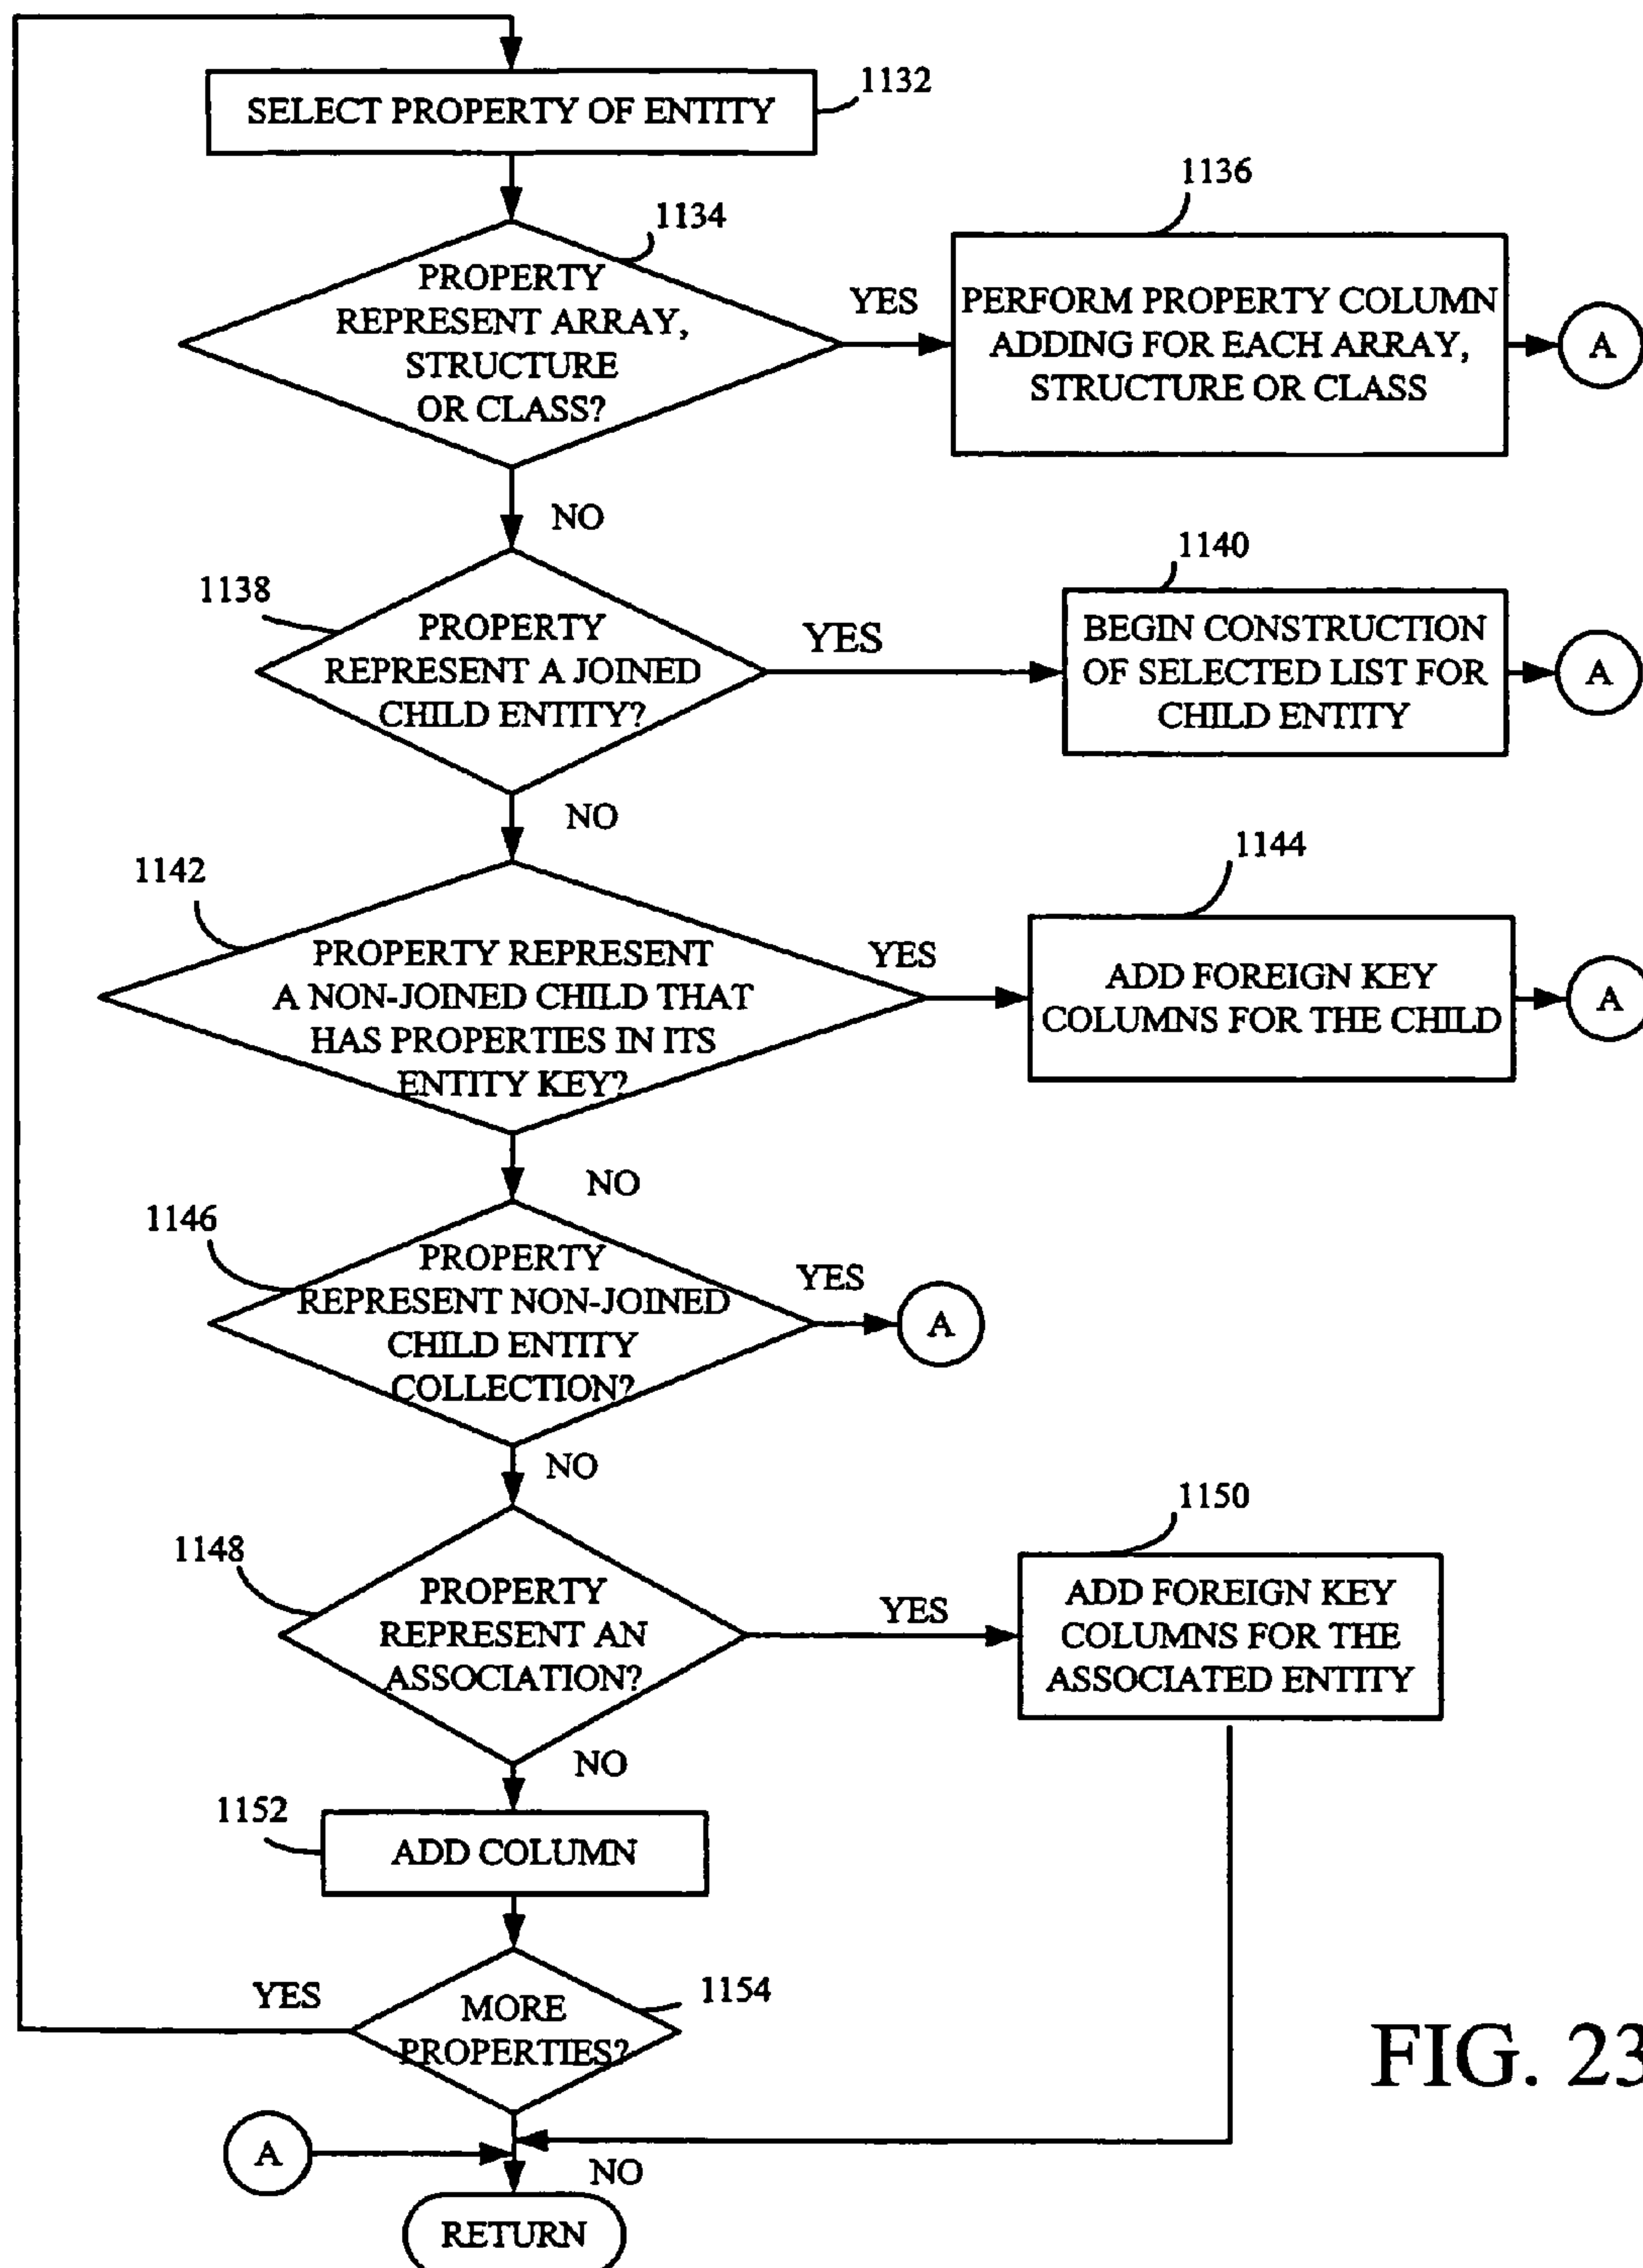 1132
SELECT PROPERTY OF ENTITY
1134
PROPERTY
REPRESENT ARRAY,
STRUCTURE
OR CLASS?
YES
1136
PERFORM PROPERTY COLUMN
ADDING FOR EACH ARRAY,
STRUCTURE OR CLASS
A
NO
1138
PROPERTY
REPRESENT A JOINED
CHILD ENTITY?
YES
1140
BEGIN CONSTRUCTION
OF SELECTED LIST FOR
CHILD ENTITY
A
NO
1142
PROPERTY REPRESENT
A NON-JOINED CHILD THAT
HAS PROPERTIES IN ITS
ENTITY KEY?
YES
1144
ADD FOREIGN KEY
COLUMNS FOR THE CHILD
A
NO
1146
PROPERTY
REPRESENT NON-JOINED
CHILD ENTITY
COLLECTION?
YES
A
NO
1148
PROPERTY
REPRESENT AN
ASSOCIATION?
YES
1150
ADD FOREIGN KEY
COLUMNS FOR THE
ASSOCIATED ENTITY
NO
1152
ADD COLUMN
YES
MORE
PROPERTIES?
1154
FIG. 23
A
NO
RETURN